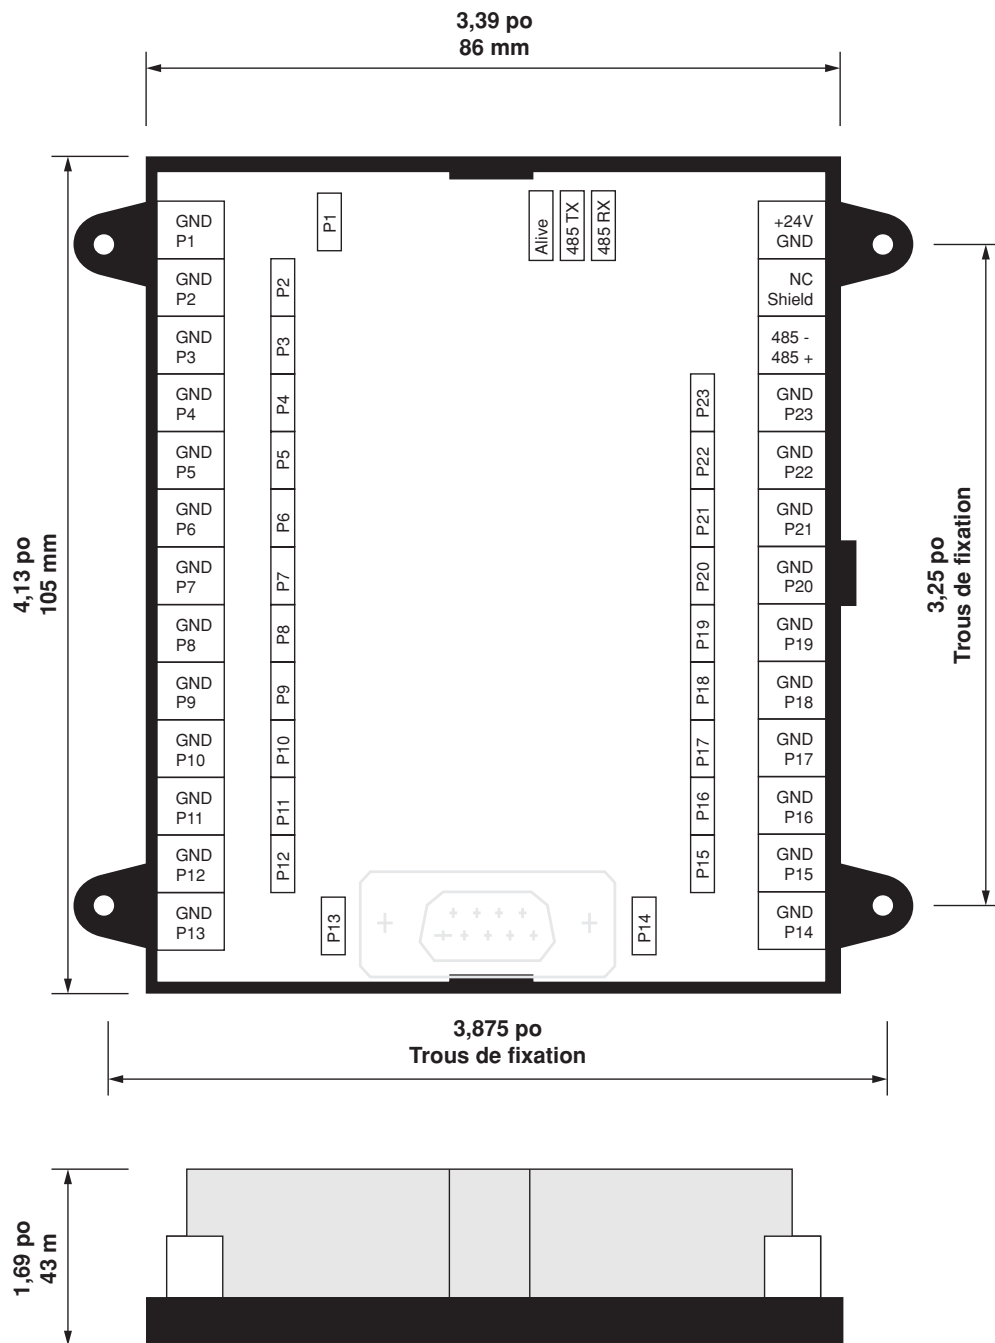 3,39 po
86 mm
P1
Alive
485 TX
485 RX
GND
P1
GND
P2
GND
P3
GND
P4
GND
P5
GND
P6
GND
P7
GND
P8
GND
P9
GND
P10
GND
P11
GND
P12
GND
P13
P2
P3
P4
P5
P6
P7
P8
P9
P10
P11
P12
P13
P14
P23
P22
P21
P20
P19
P18
P17
P16
P15
+24V
GND
NC
Shield
485 -
485 +
GND
P23
GND
P22
GND
P21
GND
P20
GND
P19
GND
P18
GND
P17
GND
P16
GND
P15
GND
P14
4,13 po
105 mm
3,25 po
Trous de fixation
3,875 po
Trous de fixation
1,69 po
43 m